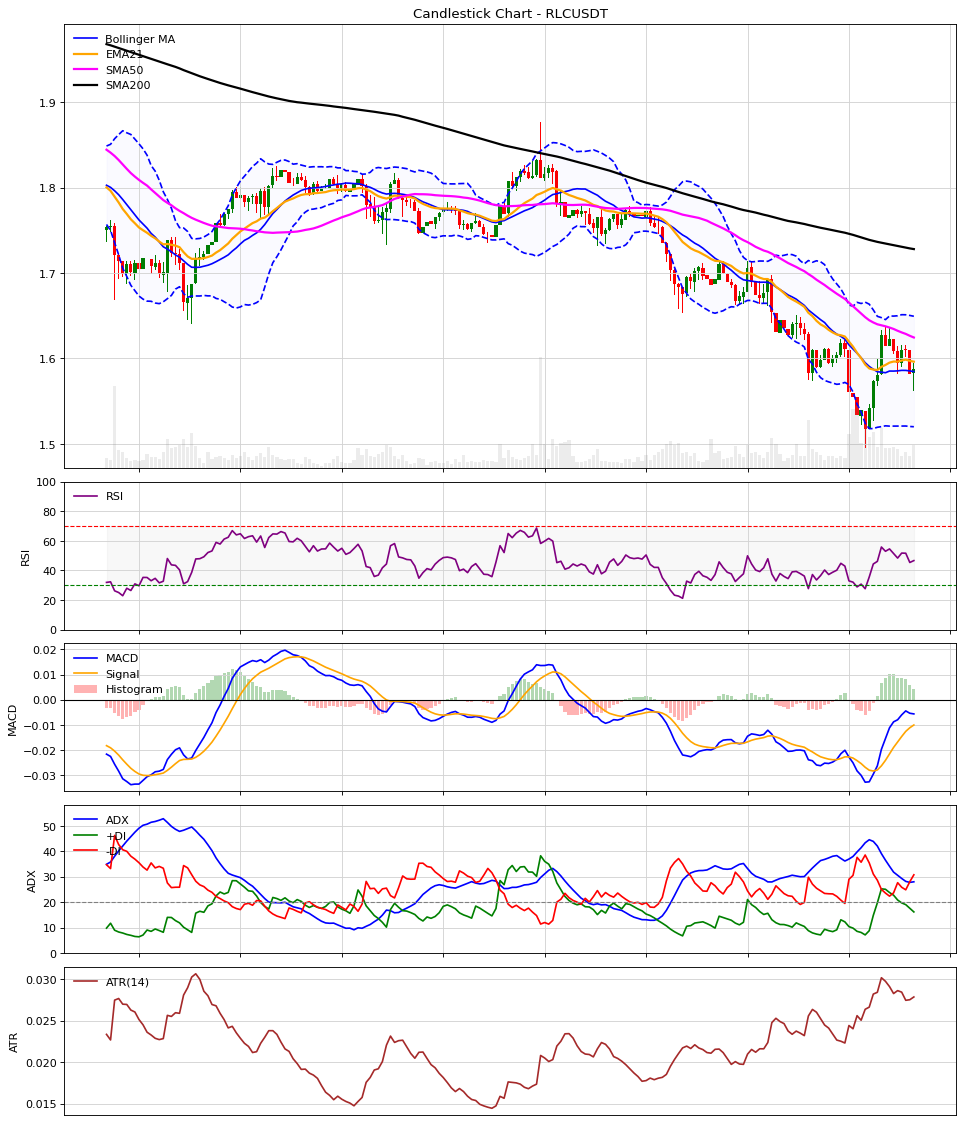 Candlestick Chart - RLCUSDT
Bollinger MA
EMA21
SMA50
SMA200
1.9
1.8
1.7
1.6
1.5
RSI
RSI
100
80
60
40
20
0
MACD
Signal
Histogram
MACD
0.02
0.01
0.00
−0.01
−0.02
−0.03
ADX
+DI
-DI
ADX
50
40
30
20
10
0
ATR(14)
ATR
0.030
0.025
0.020
0.015